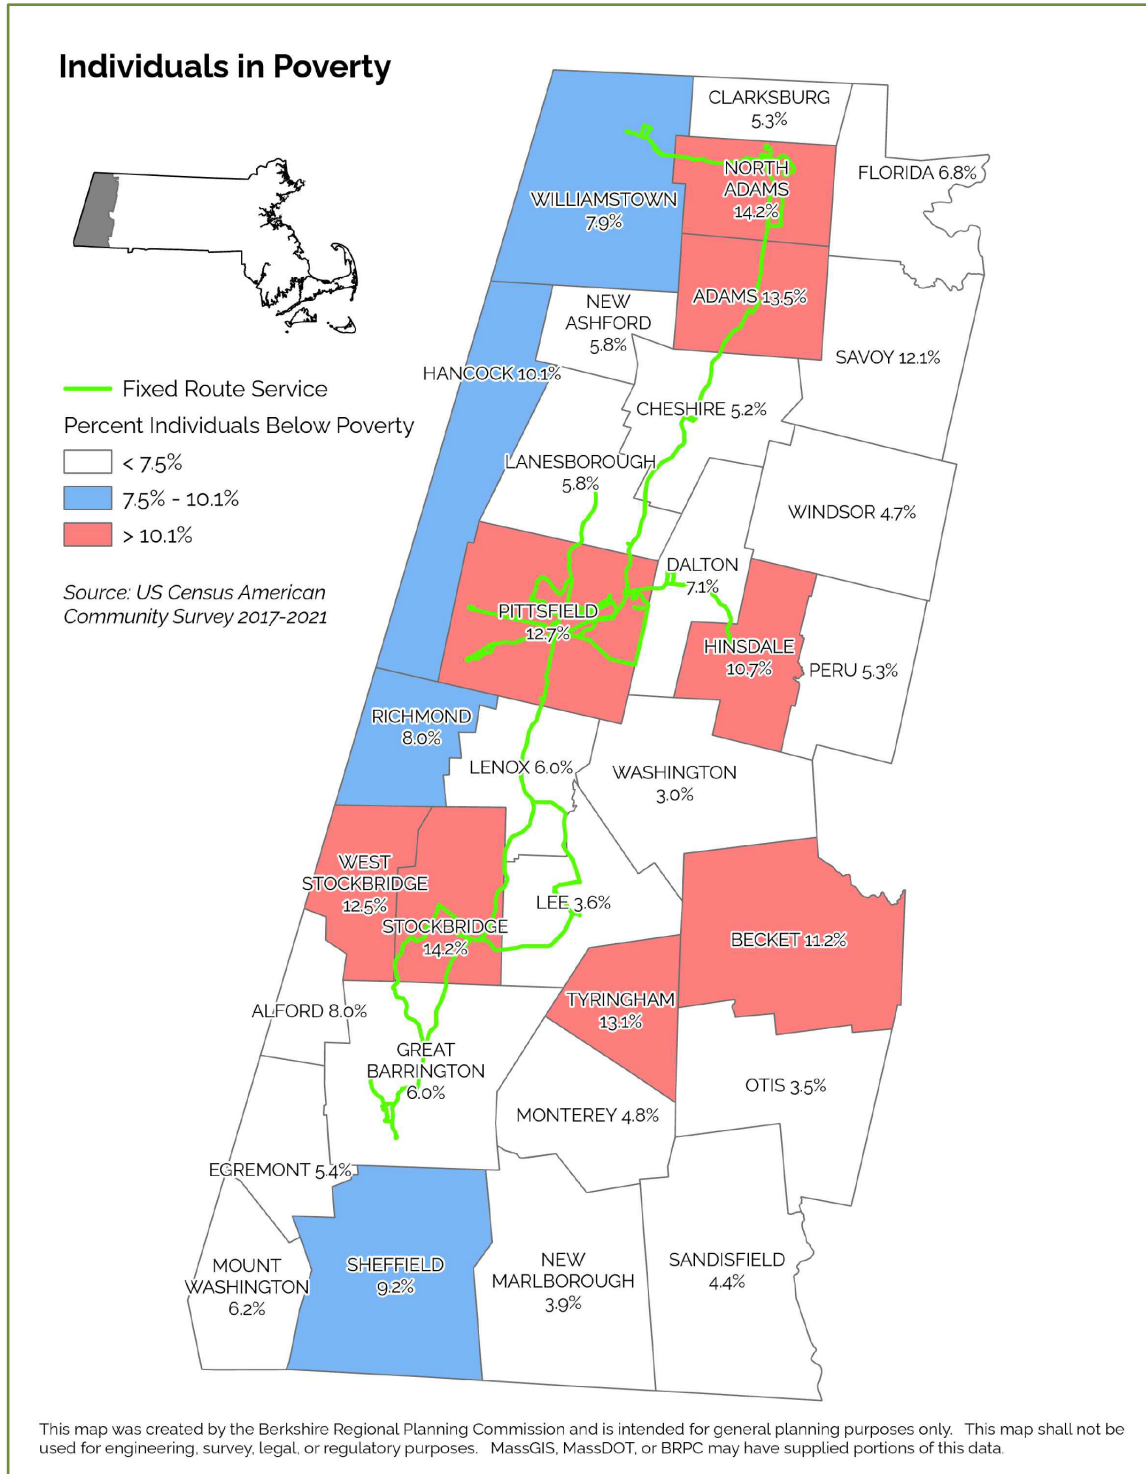 Individuals in Poverty
CLARKSBURG
5.3%
FLORIDA 6.8%
NORTH
ADAMS
14.2%
WILLIAMSTOWN
7.9%
ADAMS 13.5%
NEW
ASHFORD
5.8%
SAVOY 12.1%
HANCOCK 10.1%
CHESHIRE 5.2%
Fixed Route Service
Percent Individuals Below Poverty
< 7.5%
7.5% - 10.1%
> 10.1%
Source: US Census American
Community Survey 2017-2021
LANESBOROUGH
5.8%
WINDSOR 4.7%
DALTON
7.1%
PITTSFIELD
12.7%
HINSDALE
10.7%
PERU 5.3%
RICHMOND
8.0%
LENOX 6.0%
WASHINGTON
3.0%
WEST
STOCKBRIDGE
12.5%
STOCKBRIDGE
14.2%
LEE 3.6%
BECKET 11.2%
TYRINGHAM
13.1%
ALFORD 8.0%
GREAT
BARRINGTON
6.0%
OTIS 3.5%
MONTEREY 4.8%
EGREMONT 5.4%
MOUNT
WASHINGTON
6.2%
SHEFFIELD
9.2%
NEW
MARLBOROUGH
3.9%
SANDISFIELD
4.4%
This map was created by the Berkshire Regional Planning Commission and is intended for general planning purposes only. This map shall not be
used for engineering, survey, legal, or regulatory purposes. MassGIS, MassDOT, or BRPC may have supplied portions of this data.